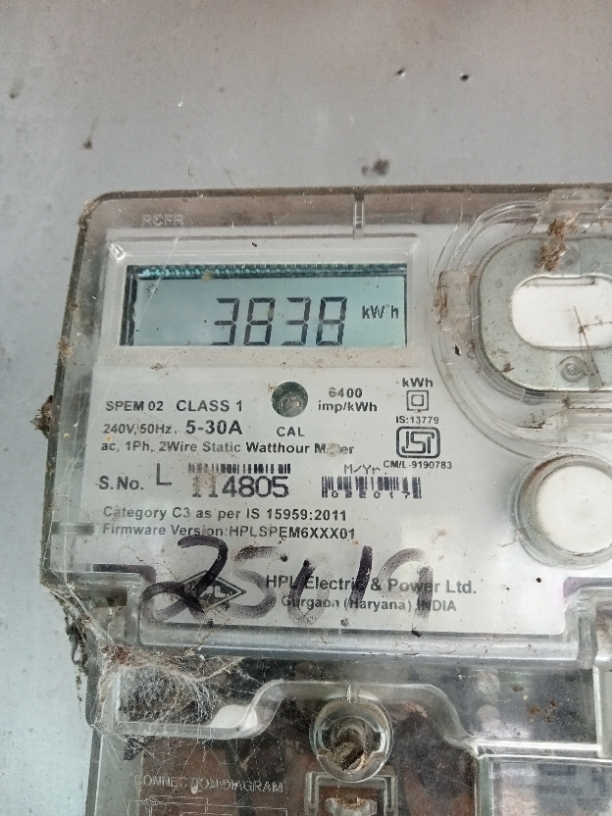 3838 kWh
SPEM 02 CLASS 1
6400
imp/kWh
kWh
IS:13779
240V, 50Hz. 5-30A
CAL
ac, 1Ph, 2Wire Static Watthour Meter
CM/L-9190783
S.No. L 114805
M/Yr.
Category C3 as per IS 15959:2011
Firmware Version:HPLSPEM6XXX01
HPL Electric & Power Ltd.
Gurgaon (Haryana) INDIA
CONNECTION DIAGRAM